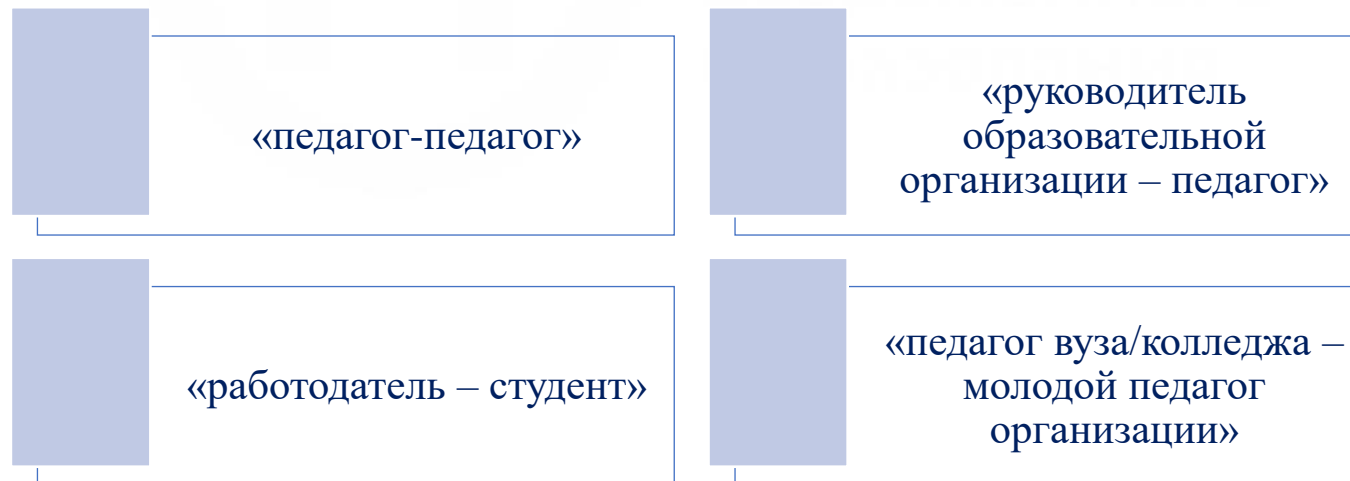 «педагог-педагог»
«руководитель
образовательной
организации – педагог»
«работодатель – студент»
«педагог вуза/колледжа –
молодой педагог
организации»